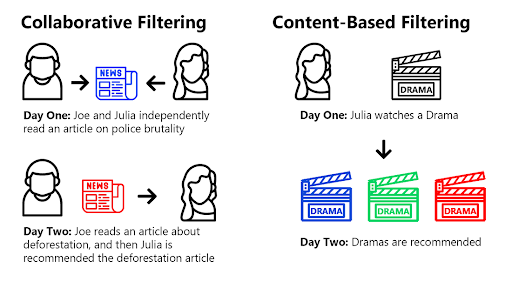 Collaborative Filtering
NEWS
Day One: Joe and Julia independently
read an article on police brutality
NEWS
Day Two: Joe reads an article about
deforestation, and then Julia is
recommended the deforestation article
Content-Based Filtering
DRAMA
Day One: Julia watches a Drama
DRAMA
DRAMA
DRAMA
Day Two: Dramas are recommended